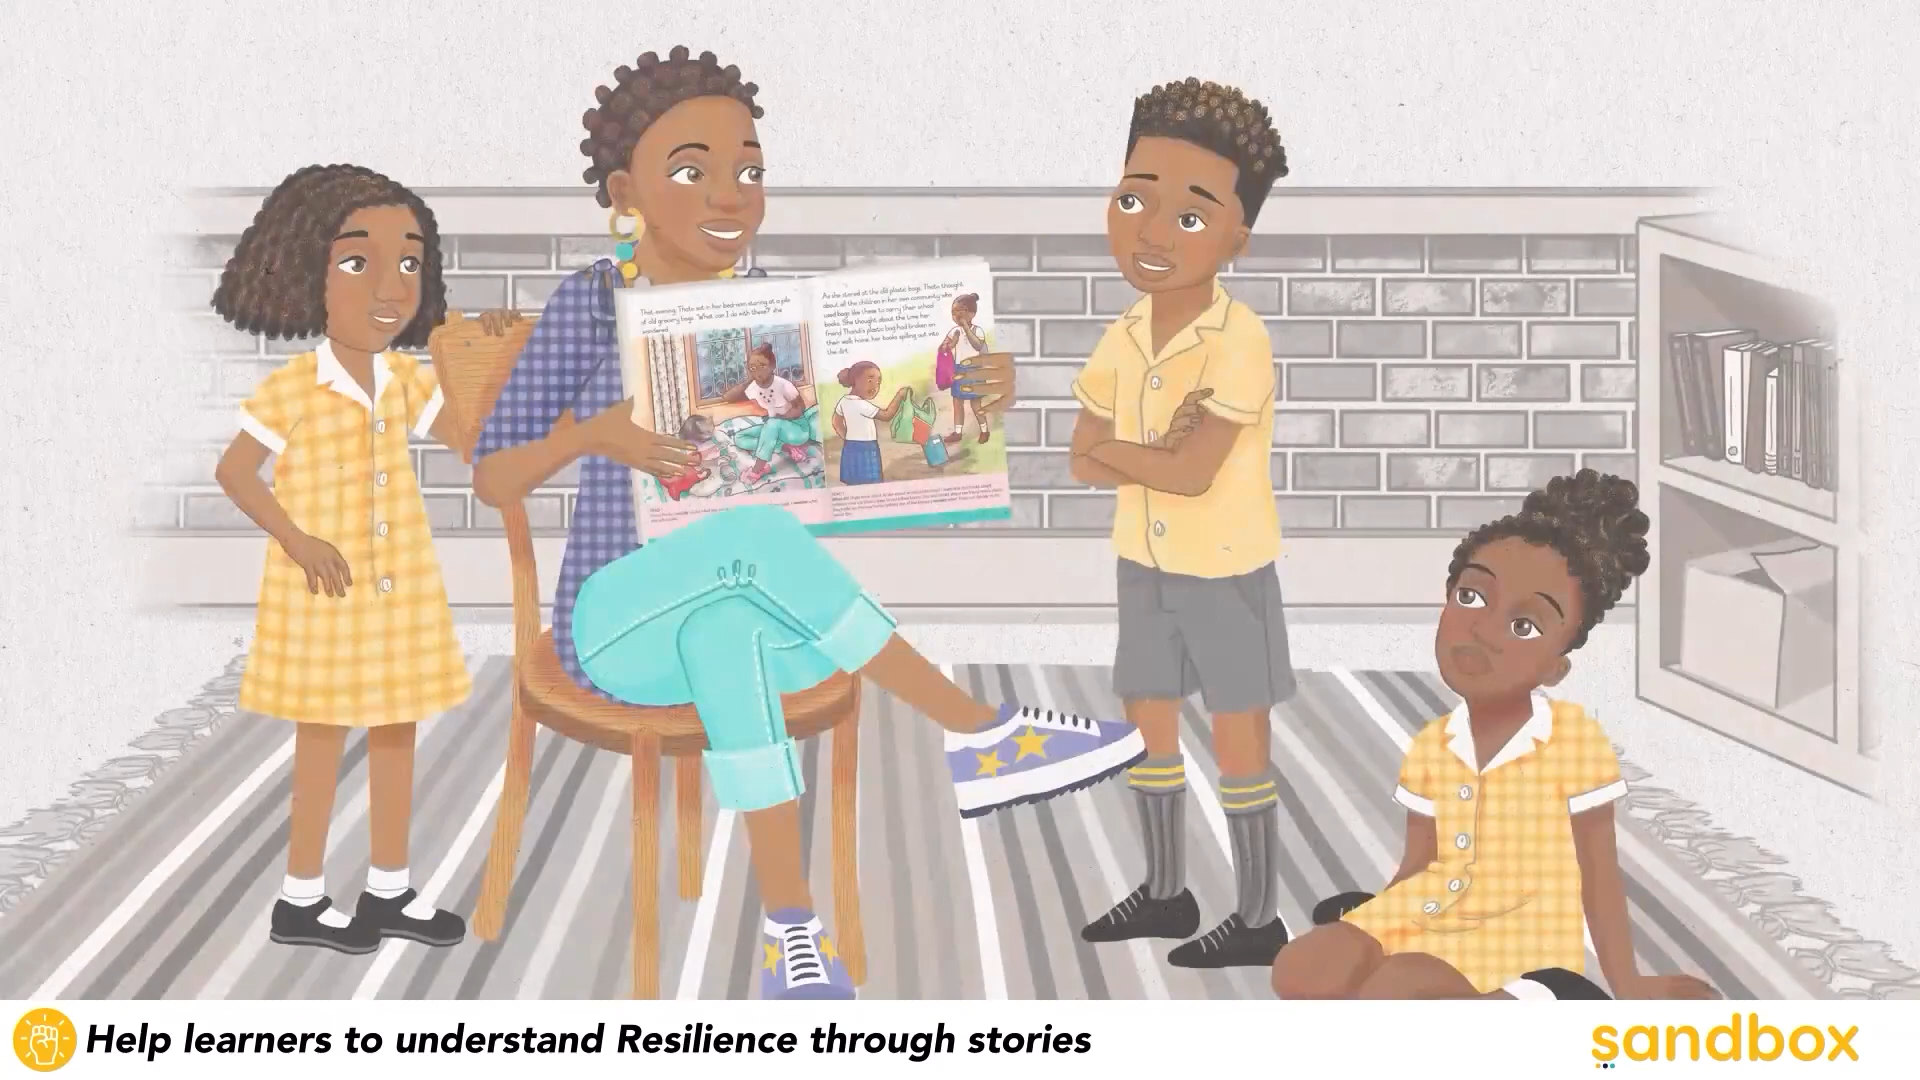 That evening, Thato sat in her bedroom staring at a pile
of old grocery bags. "What can I do with these?" she
wondered.
As she stared at the old plastic bags, Thato thought
about all the children in her own community who
used bags like these to carry their school
books. She thought about the time her
friend Thandi's plastic bag had broken on
their walk home, her books spilling out into
the dirt.
Help learners to understand Resilience through stories
sandbox